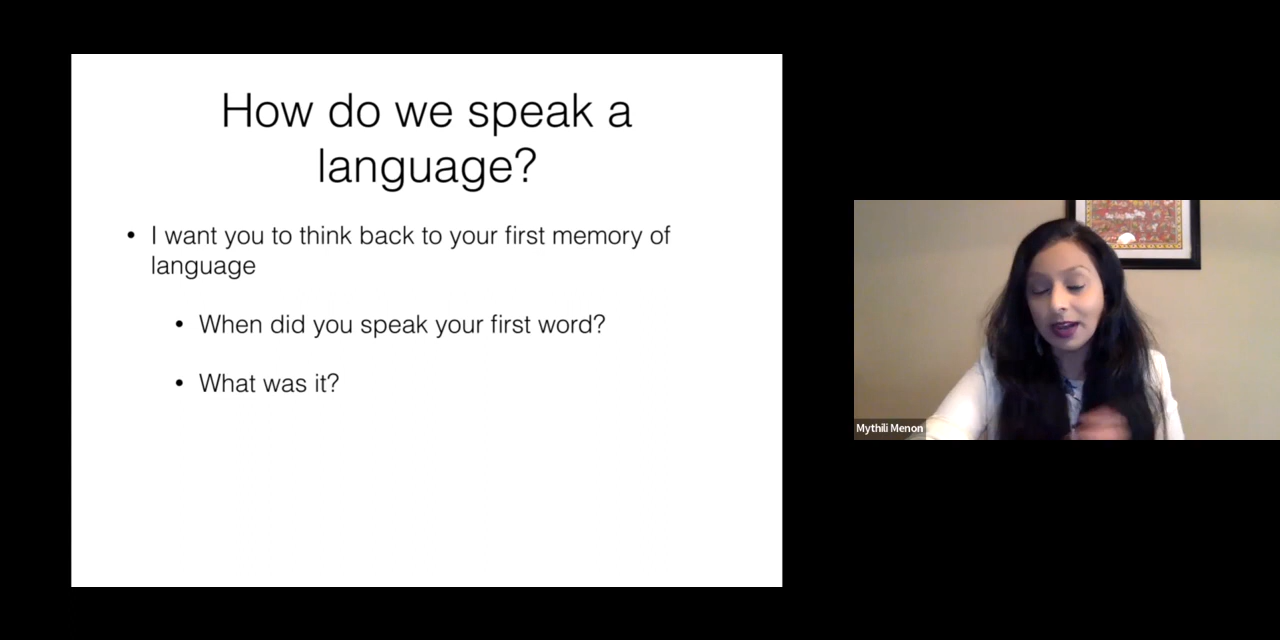 How do we speak a
language?
• I want you to think back to your first memory of
language
• When did you speak your first word?
• What was it?
Mythili Menon